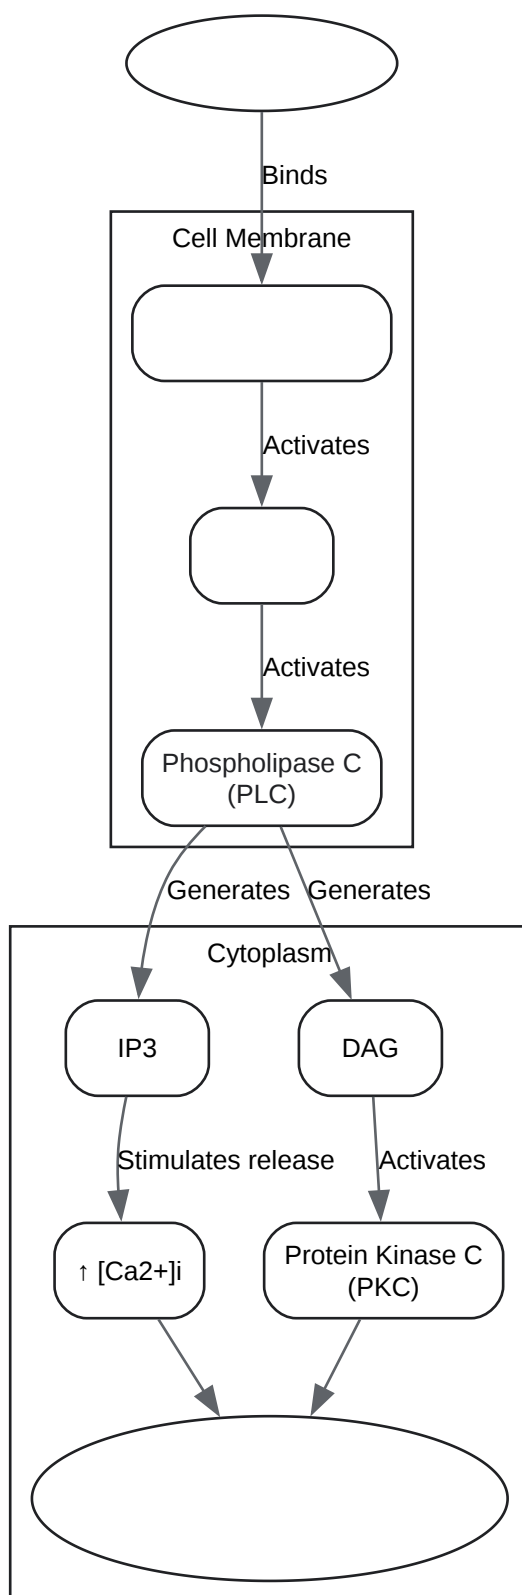 Binds
Cell Membrane
Activates
Activates
Phospholipase C
(PLC)
Generates
Generates
Cytoplasm
IP3
DAG
Stimulates release
Activates
↑ [Ca2+]i
Protein Kinase C
(PKC)